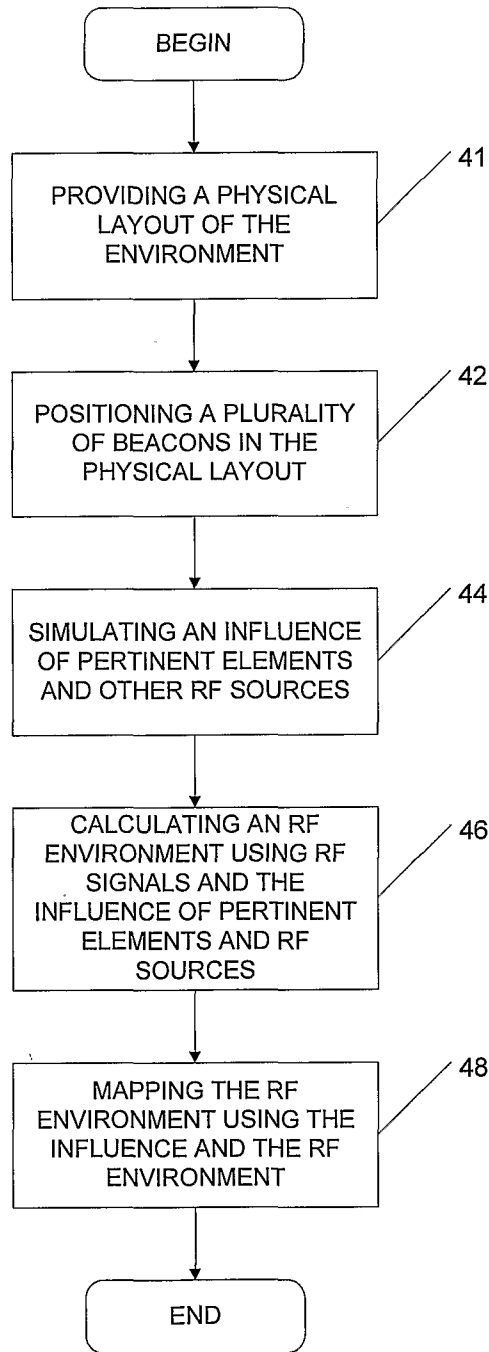 BEGIN
41
PROVIDING A PHYSICAL
LAYOUT OF THE
ENVIRONMENT
42
POSITIONING A PLURALITY
OF BEACONS IN THE
PHYSICAL LAYOUT
44
SIMULATING AN INFLUENCE
OF PERTINENT ELEMENTS
AND OTHER RF SOURCES
46
CALCULATING AN RF
ENVIRONMENT USING RF
SIGNALS AND THE
INFLUENCE OF PERTINENT
ELEMENTS AND RF
SOURCES
48
MAPPING THE RF
ENVIRONMENT USING THE
INFLUENCE AND THE RF
ENVIRONMENT
END